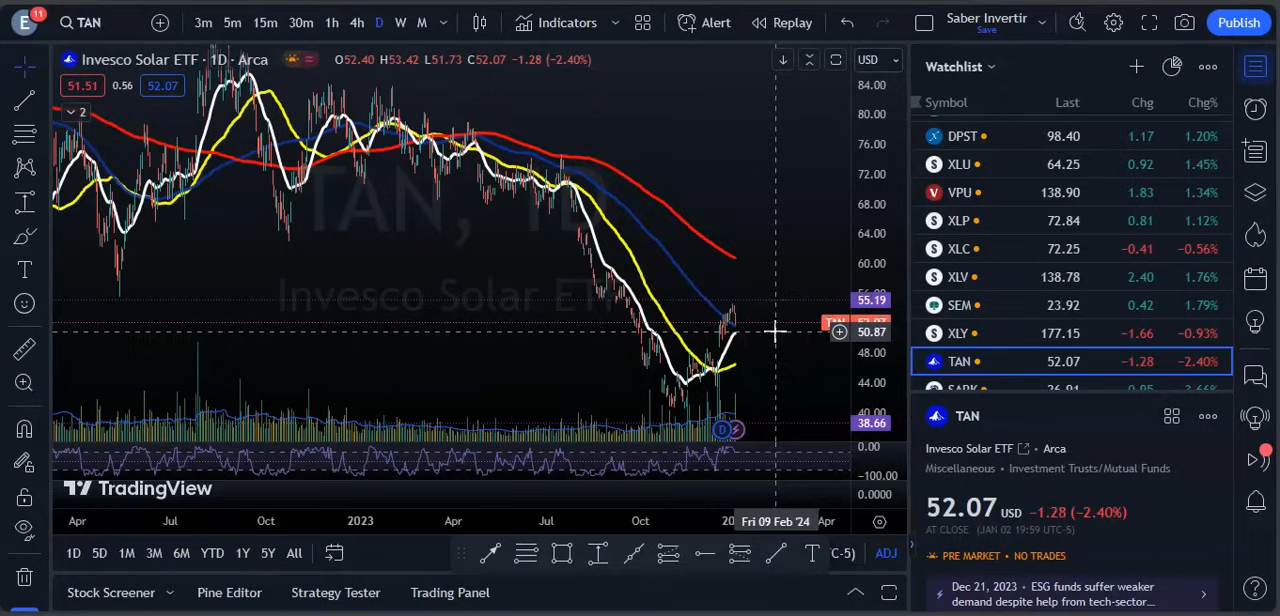 E 11 TAN 3m 5m 15m 30m 1h 4h D W M Indicators Alert Replay Saber Invertir Save Publish
Invesco Solar ETF · 1D · Arca O52.40 H53.42 L51.73 C52.07 −1.28 (−2.40%) USD
51.51 0.56 52.07
2
TAN, 1D
Invesco Solar ETF
84.00
80.00
76.00
72.00
68.00
64.00
60.00
56.00
55.19
TAN 52.07
50.87
48.00
44.00
40.00
38.66
0.00
−100.00
0.0000
D
TradingView
Apr Jul Oct 2023 Apr Jul Oct Fri 09 Feb '24 Apr
1D 5D 1M 3M 6M YTD 1Y 5Y All T C-5) ADJ
Stock Screener Pine Editor Strategy Tester Trading Panel
Watchlist
Symbol Last Chg Chg%
DPST 98.40 1.17 1.20%
XLU 64.25 0.92 1.45%
VPU 138.90 1.83 1.34%
XLP 72.84 0.81 1.12%
XLC 72.25 −0.41 −0.56%
XLV 138.78 2.40 1.76%
SEM 23.92 0.42 1.79%
XLY 177.15 −1.66 −0.93%
TAN 52.07 −1.28 −2.40%
TAN
Invesco Solar ETF · Arca
Miscellaneous · Investment Trusts/Mutual Funds
52.07 USD −1.28 (−2.40%)
AT CLOSE (JAN 02 19:59 UTC-5)
PRE MARKET · NO TRADES
Dec 21, 2023 · ESG funds suffer weaker
demand despite help from tech-sector...